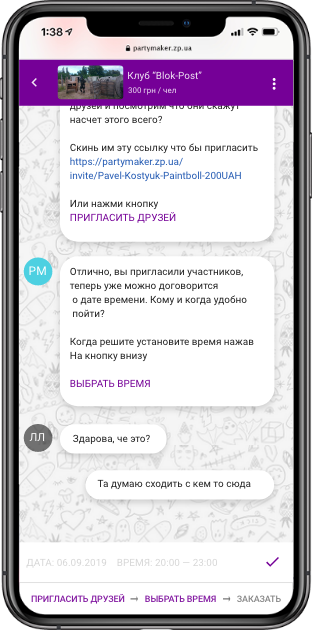 1:38
partymaker.zp.ua
Клуб "Blok-Post"
300 грн / чел
друзей и посмотрим что они скажут
насчет этого всего?
Скинь им эту ссылку что бы пригласить
https://partymaker.zp.ua/
invite/Pavel-Kostyuk-Paintboll-200UAH
Или нажми кнопку
ПРИГЛАСИТЬ ДРУЗЕЙ
PM
Отлично, вы пригласили участников,
теперь уже можно договорится
о дате времени. Кому и когда удобно
пойти?
Когда решите установите время нажав
На кнопку внизу
ВЫБРАТЬ ВРЕМЯ
ЛЛ
Здарова, че это?
Та думаю сходить с кем то сюда
ДАТА: 06.09.2019 ВРЕМЯ: 20:00 — 23:00
ПРИГЛАСИТЬ ДРУЗЕЙ → ВЫБРАТЬ ВРЕМЯ → ЗАКАЗАТЬ